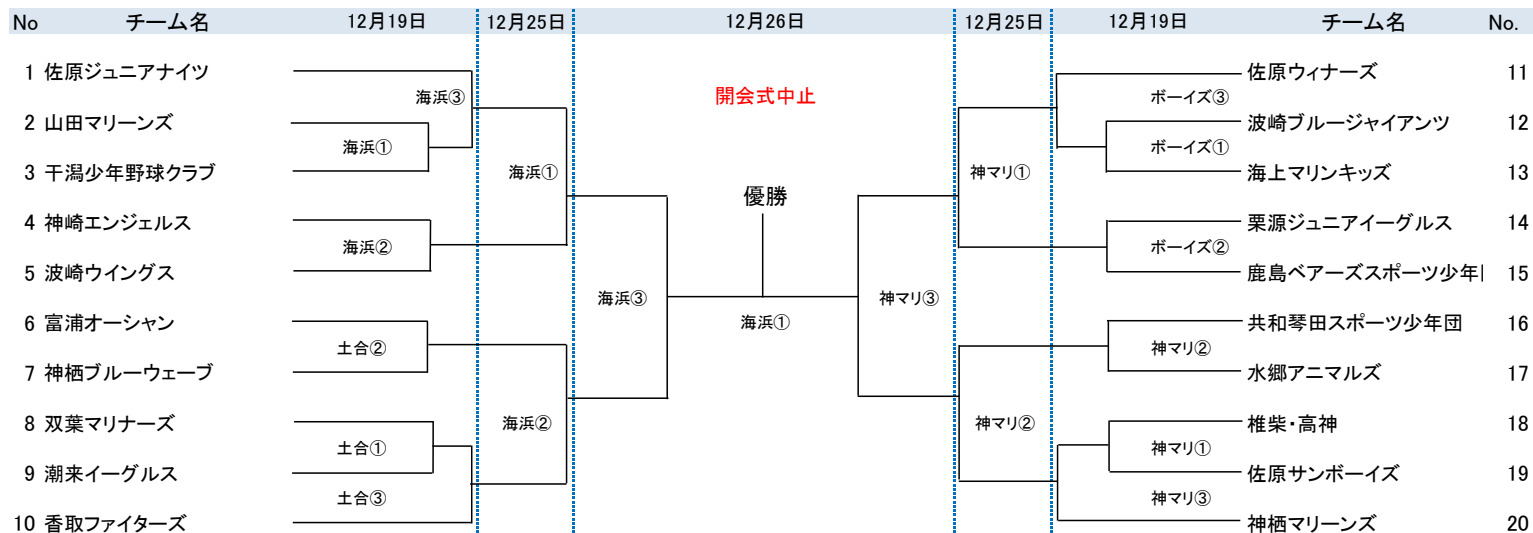 No チーム名 12月19日 12月25日 12月26日 12月25日 12月19日 チーム名 No.
1 佐原ジュニアナイツ 佐原ウィナーズ 11
海浜③ 開会式中止 ボーイズ③
2 山田マリーンズ 波崎ブルージャイアンツ 12
海浜① ボーイズ①
3 干潟少年野球クラブ 海浜① 神マリ① 海上マリンキッズ 13
優勝
4 神崎エンジェルス 栗源ジュニアイーグルス 14
海浜② ボーイズ②
5 波崎ウイングス 鹿島ベアーズスポーツ少年 15
海浜③ 神マリ③
6 富浦オーシャン 海浜① 共和琴田スポーツ少年団 16
土合② 神マリ②
7 神栖ブルーウェーブ 水郷アニマルズ 17
8 双葉マリナーズ 海浜② 神マリ② 椎柴・高神 18
土合① 神マリ①
9 潮来イーグルス 佐原サンボーイズ 19
土合③ 神マリ③
10 香取ファイターズ 神栖マリーンズ 20